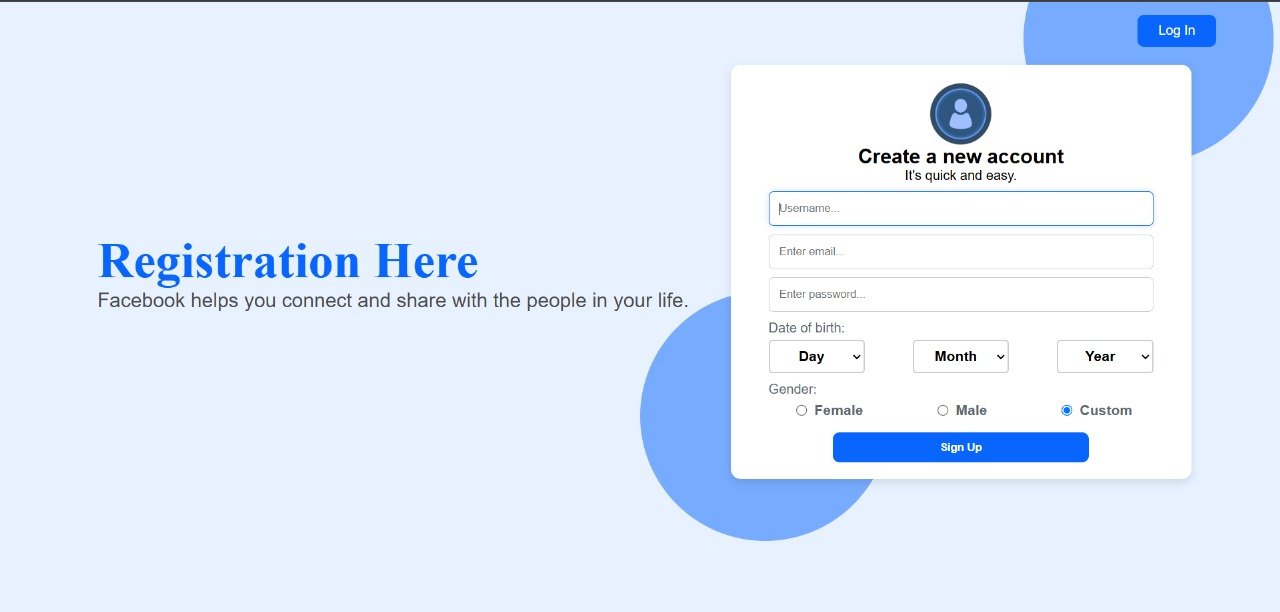 Log In
Create a new account
It's quick and easy.
Username...
Enter email...
Registration Here
Facebook helps you connect and share with the people in your life.
Enter password...
Date of birth:
Day Month Year
Gender:
Female Male Custom
Sign Up